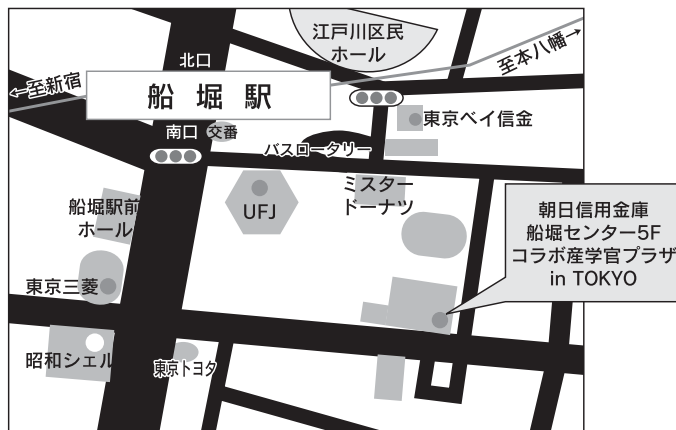 江戸川区民
ホール
北口
至本八幡→
←至新宿
船堀駅
東京ベイ信金
南口
交番
バスロータリー
ミスター
ドーナツ
船堀駅前
ホール
UFJ
朝日信用金庫
船堀センター5F
コラボ産学官プラザ
in TOKYO
東京三菱
昭和シェル
東京トヨタ